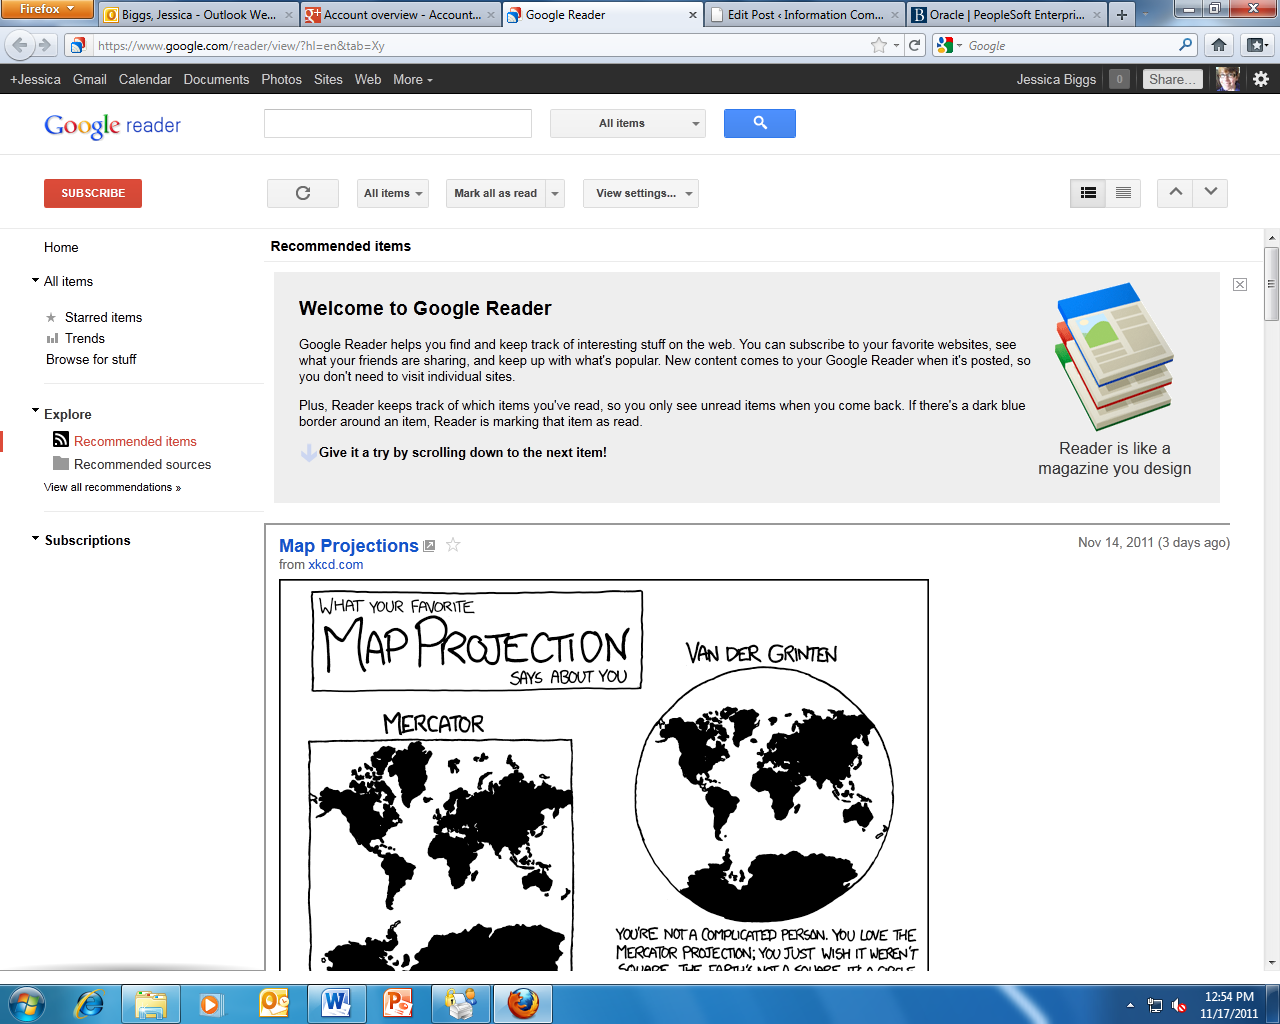 Firefox
Biggs, Jessica - Outlook We...
Account overview - Account...
Google Reader
Edit Post ‹ Information Com...
Oracle | PeopleSoft Enterpri...
https://www.google.com/reader/view/?hl=en&tab=Xy
Google
+Jessica Gmail Calendar Documents Photos Sites Web More
Jessica Biggs 0 Share...
Google reader
All items
SUBSCRIBE
All items
Mark all as read
View settings...
Home
All items
Starred items
Trends
Browse for stuff
Explore
Recommended items
Recommended sources
View all recommendations »
Subscriptions
Recommended items
Welcome to Google Reader
Google Reader helps you find and keep track of interesting stuff on the web. You can subscribe to your favorite websites, see
what your friends are sharing, and keep up with what's popular. New content comes to your Google Reader when it's posted, so
you don't need to visit individual sites.
Plus, Reader keeps track of which items you've read, so you only see unread items when you come back. If there's a dark blue
border around an item, Reader is marking that item as read.
Give it a try by scrolling down to the next item!
Reader is like a
magazine you design
Map Projections
Nov 14, 2011 (3 days ago)
from xkcd.com
WHAT YOUR FAVORITE
MAP PROJECTION
SAYS ABOUT YOU
MERCATOR
VAN DER GRINTEN
YOU'RE NOT A COMPLICATED PERSON. YOU LOVE THE
MERCATOR PROJECTION; YOU JUST WISH IT WEREN'T
SQUARE. THE EARTH'S NOT A SQUARE, IT'S A CIRCLE.
12:54 PM
11/17/2011